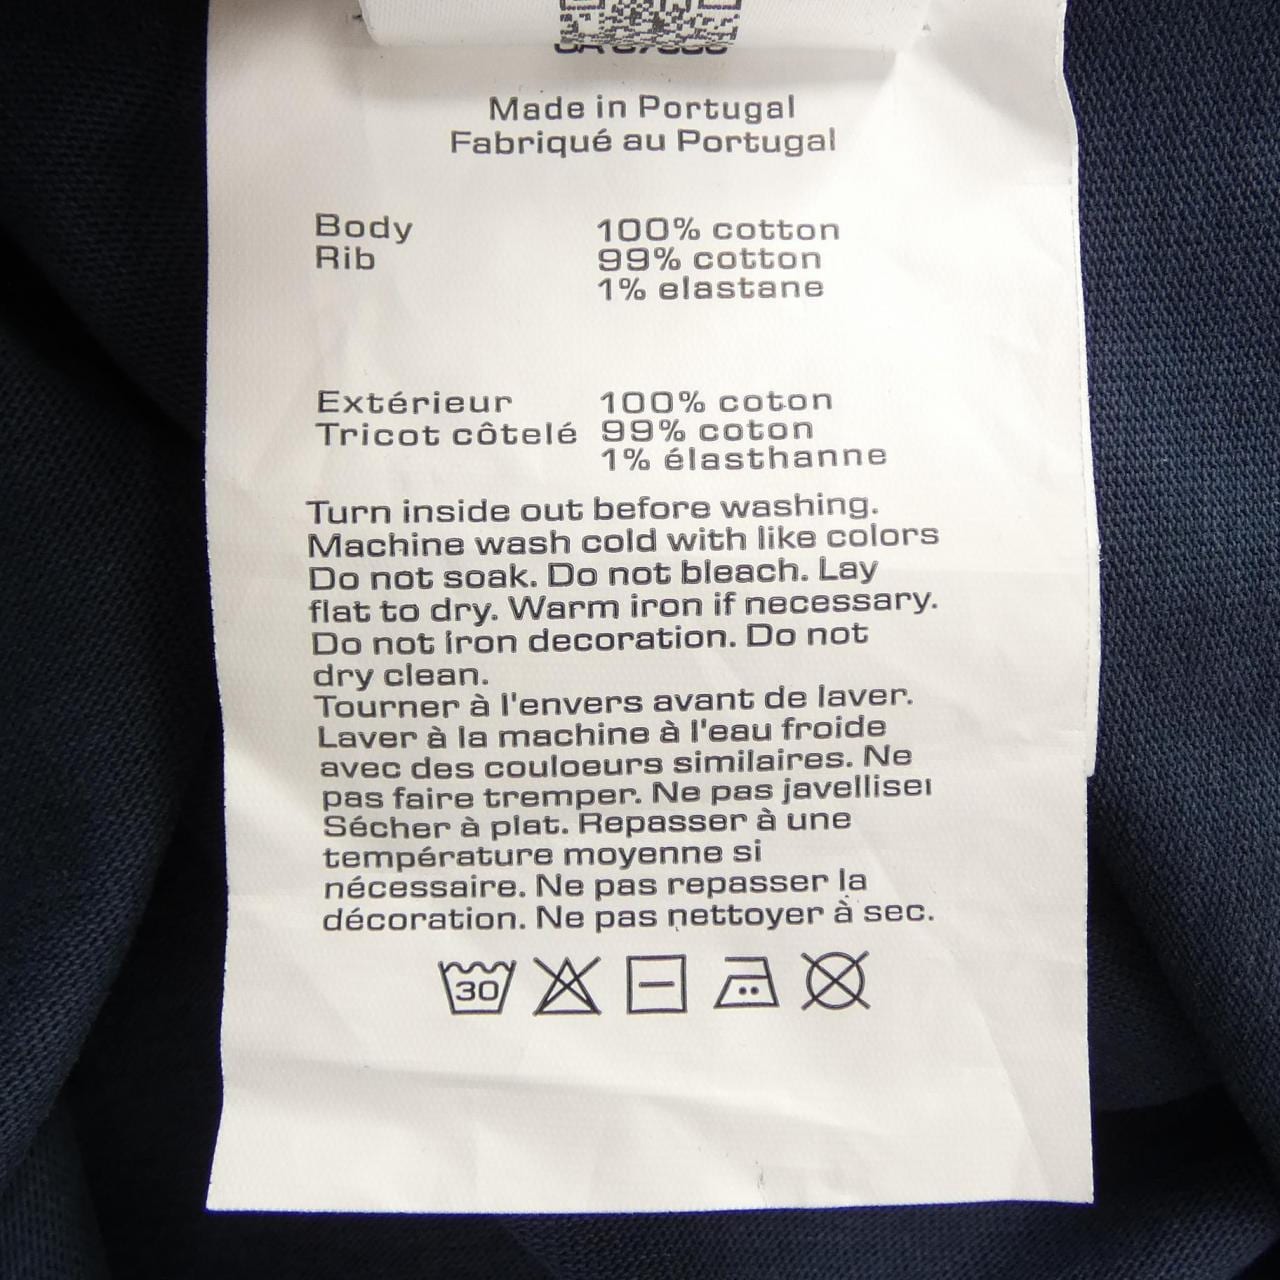 Made in Portugal
Fabriqué au Portugal
Body 100% cotton
Rib 99% cotton
1% elastane
Extérieur 100% coton
Tricot côtelé 99% coton
1% élasthanne
Turn inside out before washing.
Machine wash cold with like colors
Do not soak. Do not bleach. Lay
flat to dry. Warm iron if necessary.
Do not iron decoration. Do not
dry clean.
Tourner à l'envers avant de laver.
Laver à la machine à l'eau froide
avec des couloeurs similaires. Ne
pas faire tremper. Ne pas javelliser
Sécher à plat. Repasser à une
température moyenne si
nécessaire. Ne pas repasser la
décoration. Ne pas nettoyer à sec.
30